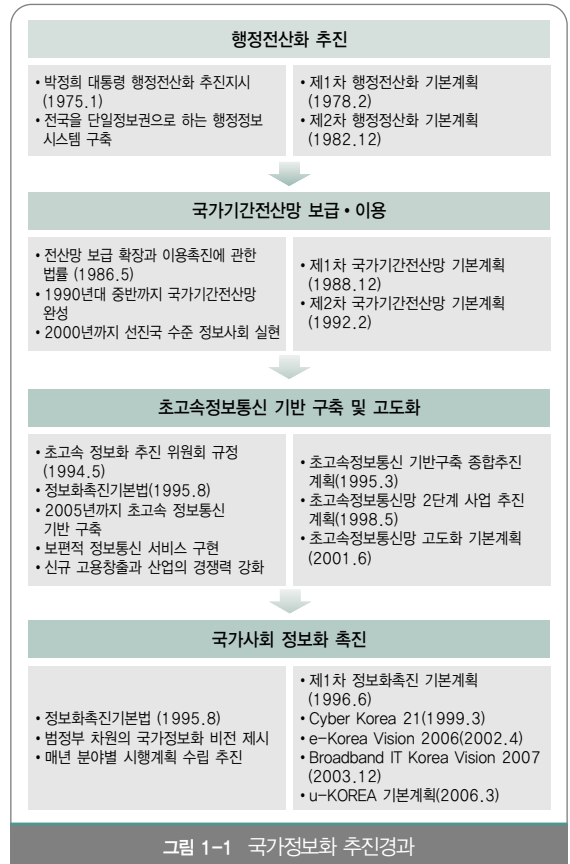 행정전산화 추진
• 박정희 대통령 행정전산화 추진지시
(1975.1)
• 전국을 단일정보권으로 하는 행정정보
시스템 구축
• 제1차 행정전산화 기본계획
(1978.2)
• 제2차 행정정산화 기본계획
(1982.12)
국가기간전산망 보급•이용
• 전산망 보급 확장과 이용촉진에 관한
법률 (1986.5)
• 1990년대 중반까지 국가기간전산망
완성
• 2000년까지 선진국 수준 정보사회 실현
• 제1차 국가기간전산망 기본계획
(1988.12)
• 제2차 국가기간전산망 기본계획
(1992.2)
초고속정보통신 기반 구축 및 고도화
• 초고속 정보화 추진 위원회 규정
(1994.5)
• 정보화촉진기본법(1995.8)
• 2005년까지 초고속 정보통신
기반 구축
• 보편적 정보통신 서비스 구현
• 신규 고용창출과 산업의 경쟁력 강화
• 초고속정보통신 기반구축 종합추진
계획(1995.3)
• 초고속정보통신망 2단계 사업 추진
계획(1998.5)
• 초고속정보통신망 고도화 기본계획
(2001.6)
국가사회 정보화 촉진
• 정보화촉진기본법 (1995.8)
• 범정부 차원의 국가정보화 비전 제시
• 매년 분야별 시행계획 수립 추진
• 제1차 정보화촉진 기본계획
(1996.6)
• Cyber Korea 21(1999.3)
• e-Korea Vision 2006(2002.4)
• Broadband IT Korea Vision 2007
(2003.12)
• u-KOREA 기본계획(2006.3)
그림 1-1 국가정보화 추진경과